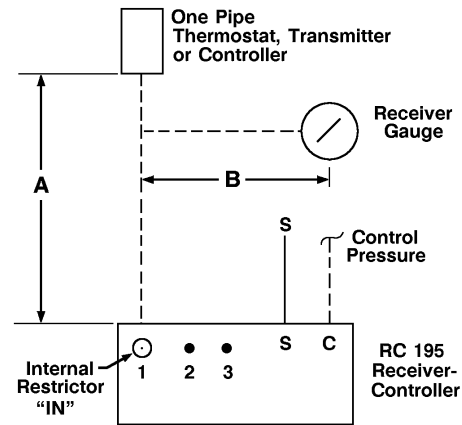 One Pipe
Thermostat, Transmitter
or Controller
Receiver
Gauge
A
B
S
Control
Pressure
S
C
Internal
Restrictor
“IN”
1
2
3
RC 195
Receiver-
Controller